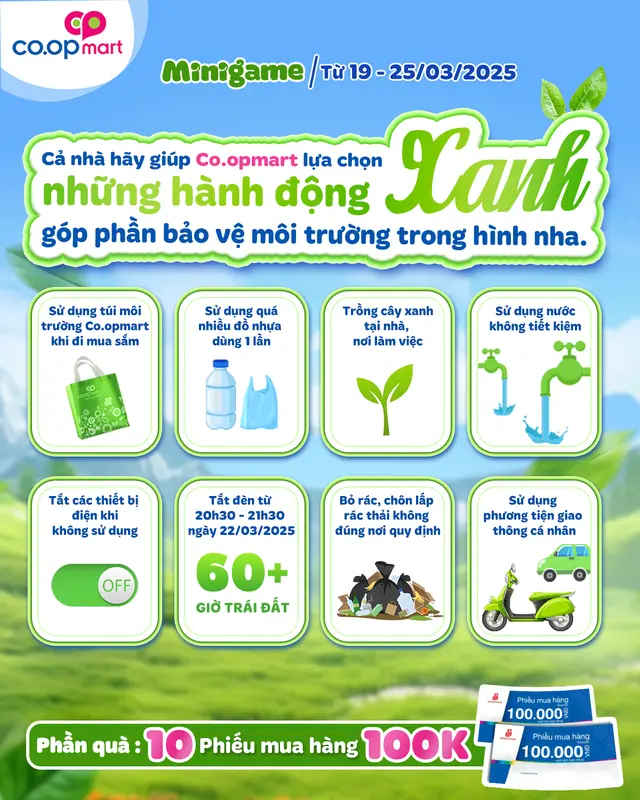 co.opmart
Minigame / Từ 19 - 25/03/2025
Cả nhà hãy giúp Co.opmart lựa chọn
những hành động Xanh
góp phần bảo vệ môi trường trong hình nha.
Sử dụng túi môi
trường Co.opmart
khi đi mua sắm
Sử dụng quá
nhiều đồ nhựa
dùng 1 lần
Trồng cây xanh
tại nhà,
nơi làm việc
Sử dụng nước
không tiết kiệm
Tắt các thiết bị
điện khi
không sử dụng
OFF
Tắt đèn từ
20h30 - 21h30
ngày 22/03/2025
60+
GIỜ TRÁI ĐẤT
Bỏ rác, chôn lấp
rác thải không
đúng nơi quy định
Sử dụng
phương tiện giao
thông cá nhân
Phần quà : 10 Phiếu mua hàng 100K
Phiếu mua hàng
100.000 VND
Phiếu mua hàng
100.000 VND